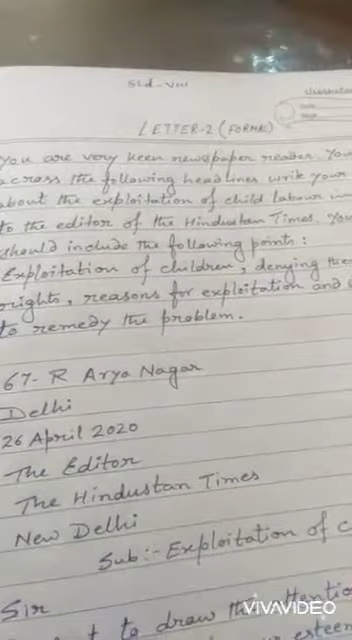 Std-VIII
LETTER-2 (FORMAL)
You are very keen newspaper reader. You
across the following headlines write your
about the exploitation of child labour in
to the editor of the Hindustan Times. You
should include the following points:
Exploitation of children, denying
rights, reasons for exploitation and
to remedy the problem.
67- R Arya Nagar
Delhi
26 April 2020
The Editor
The Hindustan Times
New Delhi
Sub:- Exploitation of c
Sir
to draw the
VIVAVIDEO